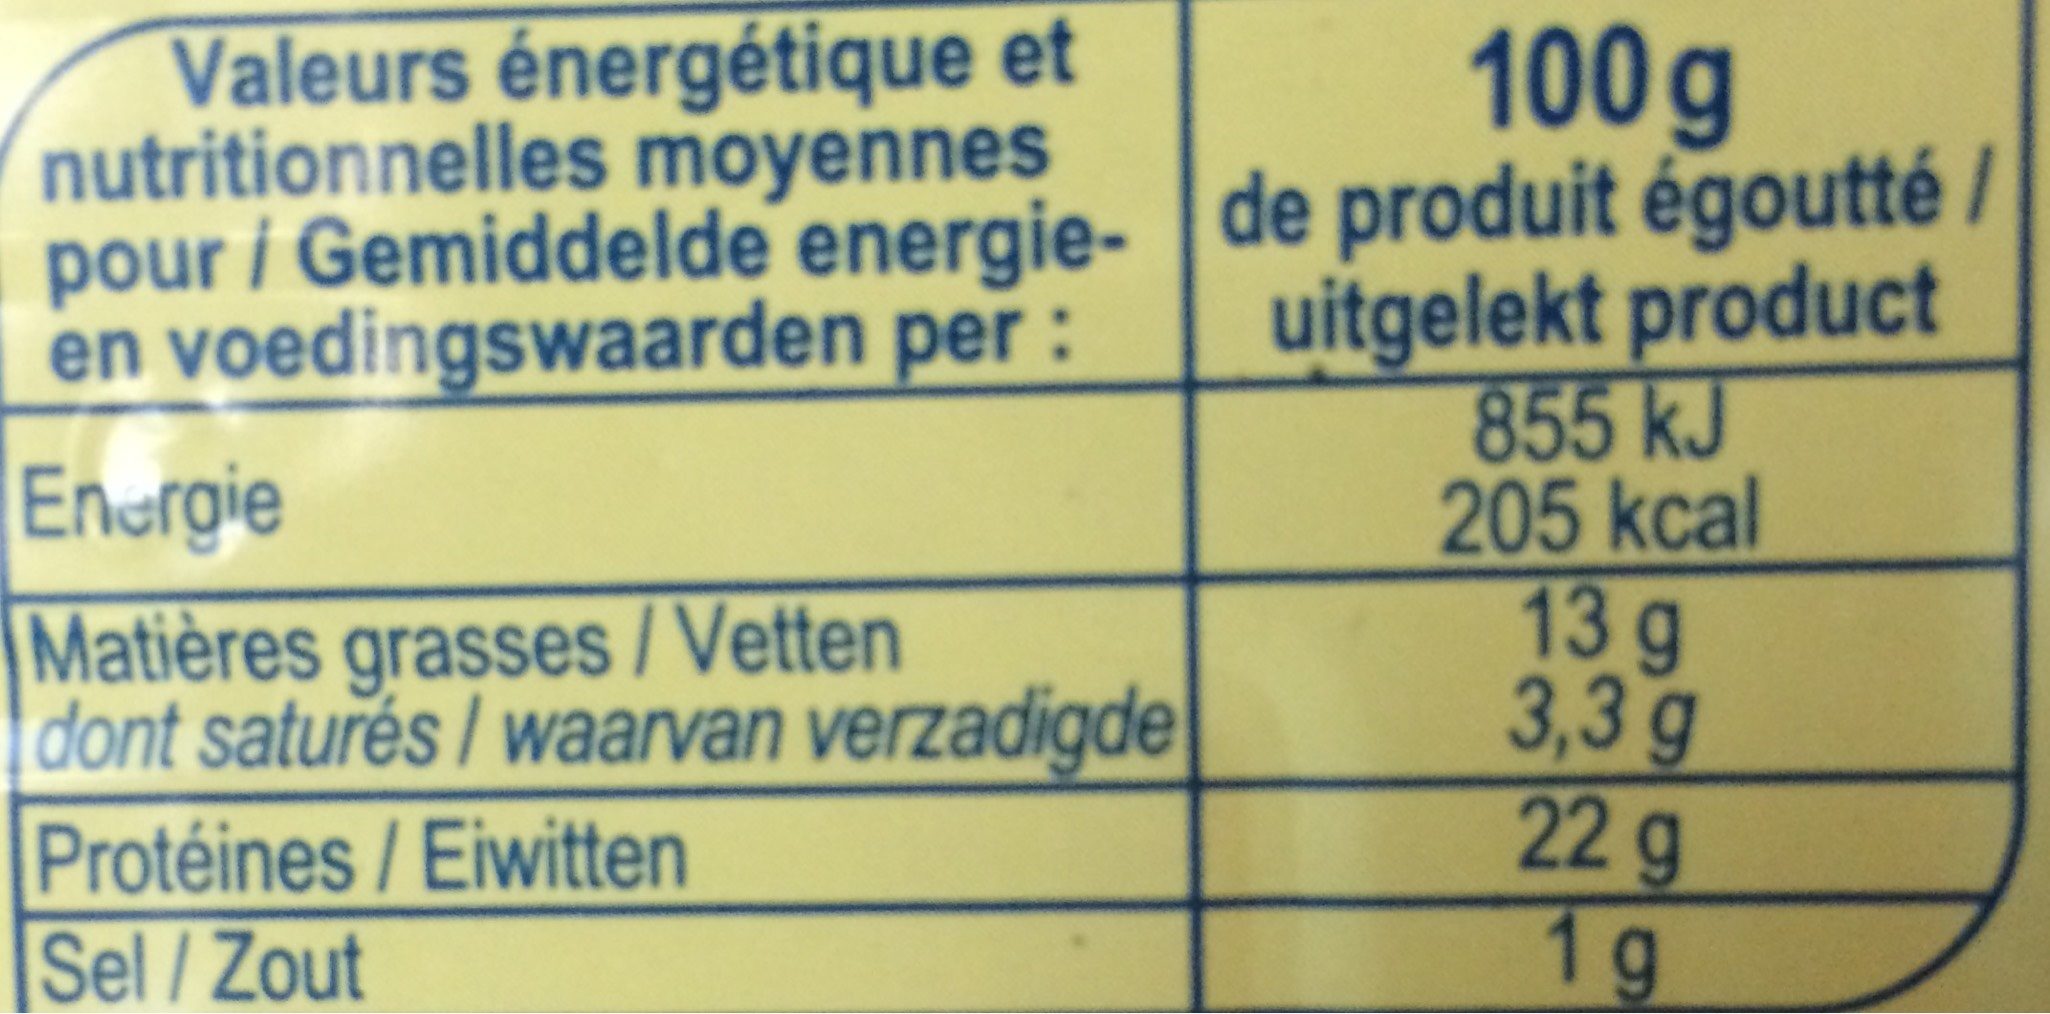 Valeurs énergétique et
nutritionnelles moyennes
pour / Gemiddelde energie-
en voedingswaarden per :
100 g
de produit égoutté /
uitgelekt product
Energie
855 kJ
205 kcal
Matières grasses / Vetten
13 g
dont saturés / waarvan verzadigde
3,3 g
Protéines / Eiwitten
22 g
Sel / Zout
1 g